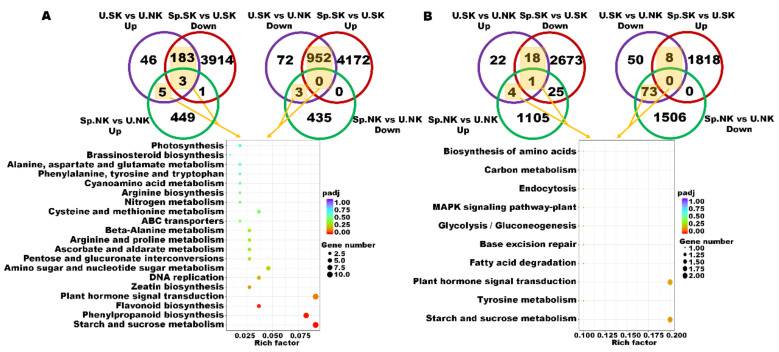 A
U.SK vs U.NK Sp.SK vs U.SK
Up Down
46 183 3914
3
5 1
449
Sp.NK vs U.NK
Up
U.SK vs U.NK Sp.SK vs U.SK
Down Up
72 952 4172
0
3 0
435
Sp.NK vs U.NK
Down
Photosynthesis
Brassinosteroid biosynthesis
Alanine, aspartate and glutamate metabolism
Phenylalanine, tyrosine and tryptophan
Cyanoamino acid metabolism
Arginine biosynthesis
Nitrogen metabolism
Cysteine and methionine metabolism
ABC transporters
Beta-Alanine metabolism
Arginine and proline metabolism
Ascorbate and aldarate metabolism
Pentose and glucuronate interconversions
Amino sugar and nucleotide sugar metabolism
DNA replication
Zeatin biosynthesis
Plant hormone signal transduction
Flavonoid biosynthesis
Phenylpropanoid biosynthesis
Starch and sucrose metabolism
0.025 0.050 0.075
Rich factor
padj
1.00
0.75
0.50
0.25
0.00
Gene number
2.5
5.0
7.5
10.0
B
U.SK vs U.NK Sp.SK vs U.SK
Up Down
22 18 2673
1
4 25
1105
Sp.NK vs U.NK
Up
U.SK vs U.NK Sp.SK vs U.SK
Down Up
50 8 1818
0
73 0
1506
Sp.NK vs U.NK
Down
Biosynthesis of amino acids
Carbon metabolism
Endocytosis
MAPK signaling pathway-plant
Glycolysis / Gluconeogenesis
Base excision repair
Fatty acid degradation
Plant hormone signal transduction
Tyrosine metabolism
Starch and sucrose metabolism
0.100 0.125 0.150 0.175 0.200
Rich factor
padj
1.00
0.75
0.50
0.25
0.00
Gene number
1.00
1.25
1.50
1.75
2.00